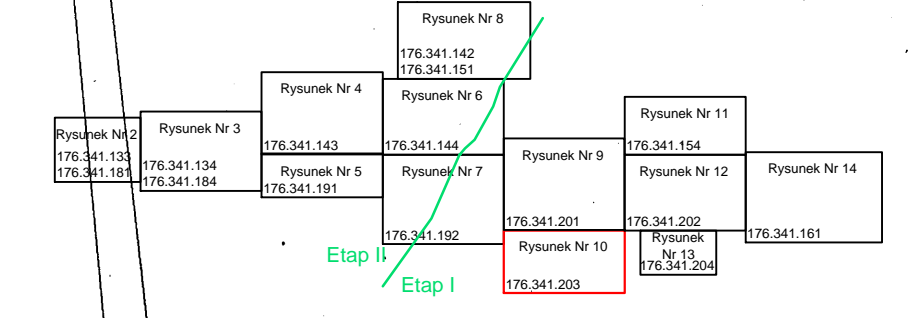 Rysunek Nr 8
176.341.142
176.341.151
Rysunek Nr 4
176.341.143
Rysunek Nr 6
176.341.144
Rysunek Nr 11
176.341.154
Rysunek Nr 2
176.341.133
176.341.181
Rysunek Nr 3
176.341.134
176.341.184
Rysunek Nr 5
176.341.191
Rysunek Nr 7
176.341.192
Rysunek Nr 9
176.341.201
Rysunek Nr 12
176.341.202
Rysunek Nr 14
176.341.161
Rysunek Nr 10
176.341.203
Rysunek
Nr 13
176.341.204
Etap II
Etap I